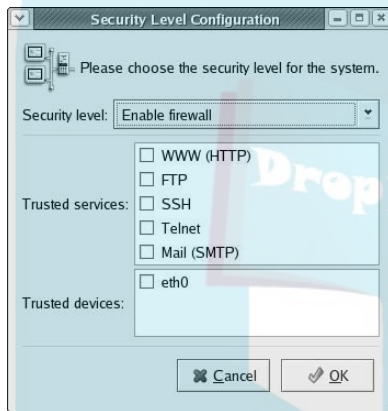 Security Level Configuration
Please choose the security level for the system.
Security level: Enable firewall
Trusted services:
WWW (HTTP)
FTP
SSH
Telnet
Mail (SMTP)
Trusted devices:
eth0
Cancel OK
Drop